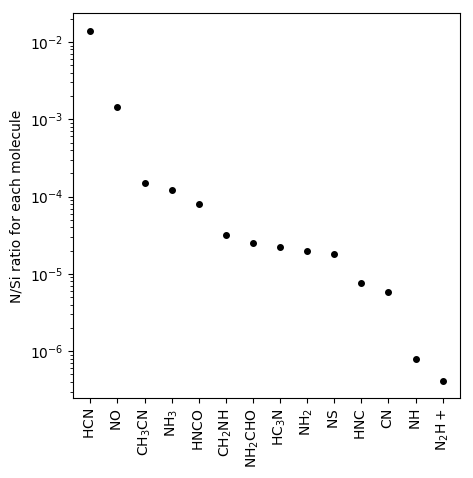 N/Si ratio for each molecule
10⁻²
10⁻³
10⁻⁴
10⁻⁵
10⁻⁶
HCN
NO
CH₃CN
NH₃
HNCO
CH₂NH
NH₂CHO
HC₃N
NH₂
NS
HNC
CN
NH
N₂H+